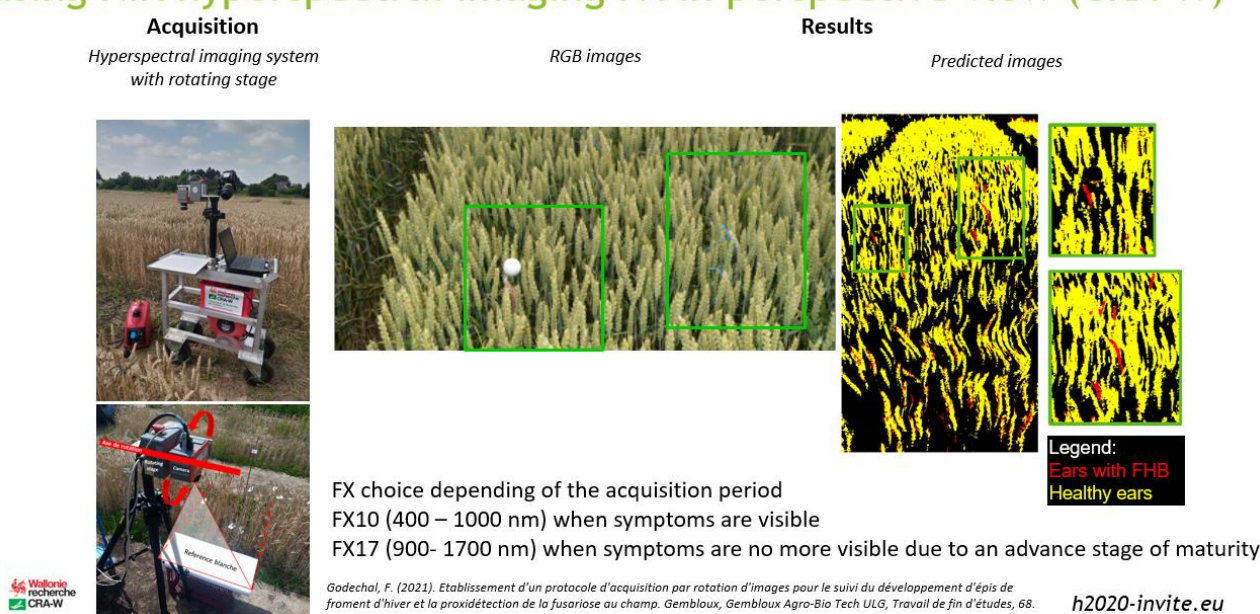 Acquisition
Hyperspectral imaging system
with rotating stage
Results
RGB images
Predicted images
Rotating
stage
Camera
Reference blanche
Legend:
Ears with FHB
Healthy ears
FX choice depending of the acquisition period
FX10 (400 – 1000 nm) when symptoms are visible
FX17 (900- 1700 nm) when symptoms are no more visible due to an advance stage of maturity
Godechal, F. (2021). Etablissement d'un protocole d'acquisition par rotation d'images pour le suivi du développement d'épis de
froment d'hiver et la proxidétection de la fusariose au champ. Gembloux, Gembloux Agro-Bio Tech ULG, Travail de fin d'études, 68.
Wallonie
recherche
CRA-W
h2020-invite.eu